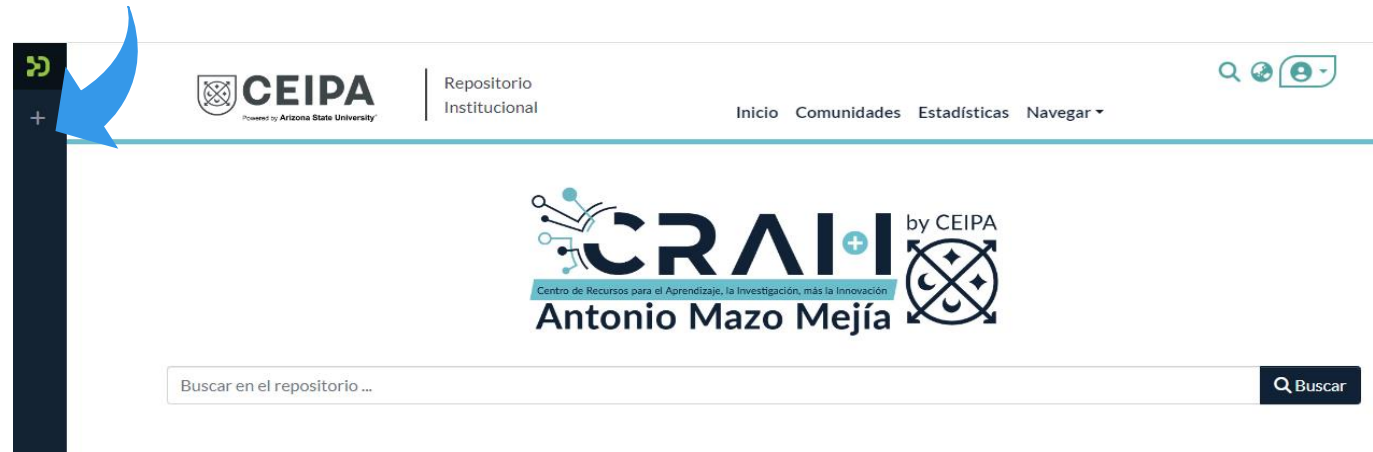 CEIPA
Powered by Arizona State University
Repositorio
Institucional
Inicio Comunidades Estadísticas Navegar
+
CRAI+I
by CEIPA
Centro de Recursos para el Aprendizaje, la Investigación, más la Innovación
Antonio Mazo Mejía
Buscar en el repositorio ...
Buscar